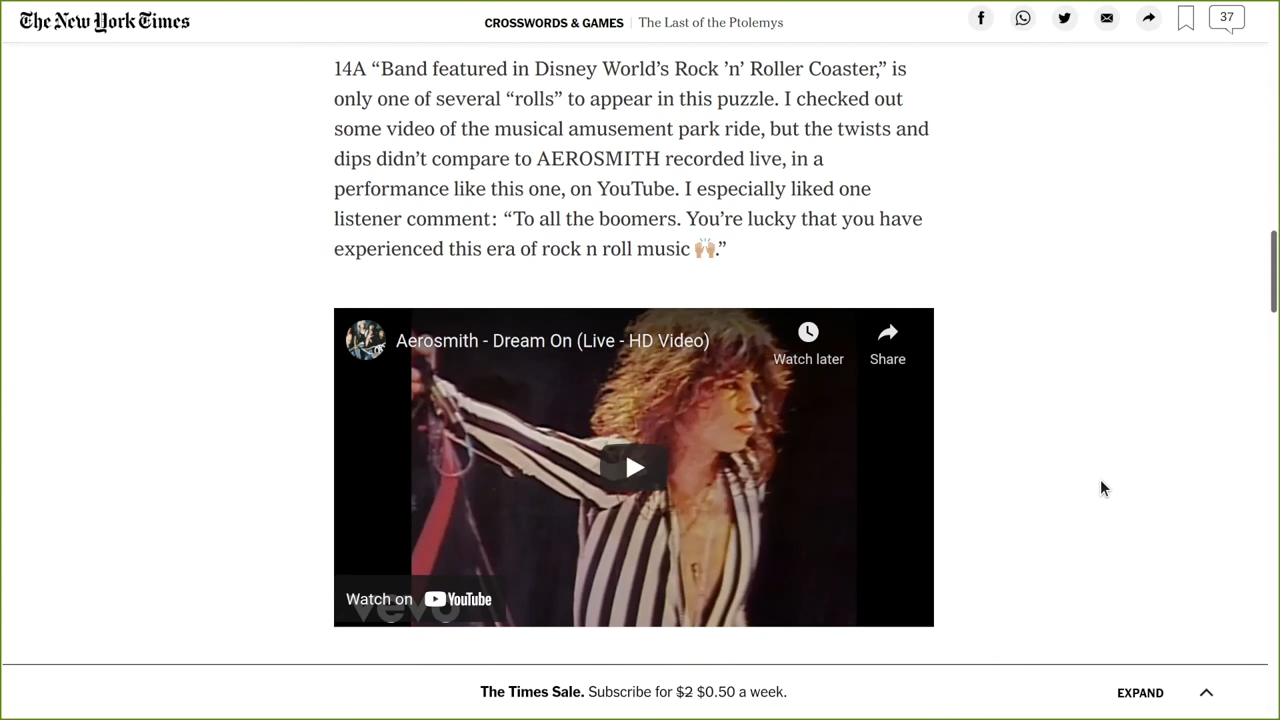 The New York Times
CROSSWORDS & GAMES | The Last of the Ptolemys
37
14A “Band featured in Disney World’s Rock ’n’ Roller Coaster,” is
only one of several “rolls” to appear in this puzzle. I checked out
some video of the musical amusement park ride, but the twists and
dips didn’t compare to AEROSMITH recorded live, in a
performance like this one, on YouTube. I especially liked one
listener comment: “To all the boomers. You’re lucky that you have
experienced this era of rock n roll music 🙌🏼.”
Aerosmith - Dream On (Live - HD Video)
Watch later
Share
Watch on YouTube
vevo
The Times Sale. Subscribe for $2 $0.50 a week.
EXPAND